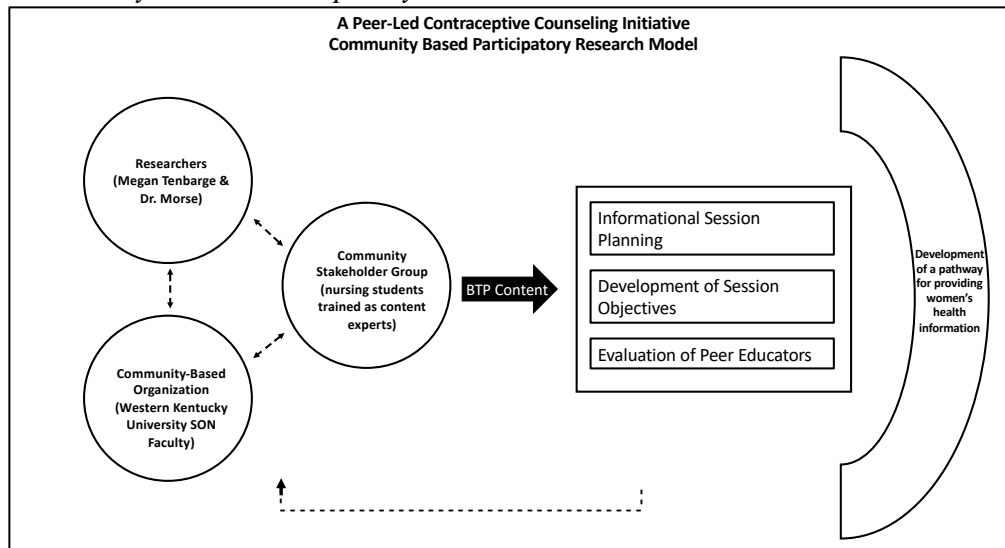 A Peer-Led Contraceptive Counseling Initiative
Community Based Participatory Research Model
Researchers
(Megan Tenbarge &
Dr. Morse)
Community
Stakeholder Group
(nursing students
trained as content
experts)
Community-Based
Organization
(Western Kentucky
University SON
Faculty)
BTP Content
Informational Session
Planning
Development of Session
Objectives
Evaluation of Peer Educators
Development
of a pathway
for providing
women's
health
information